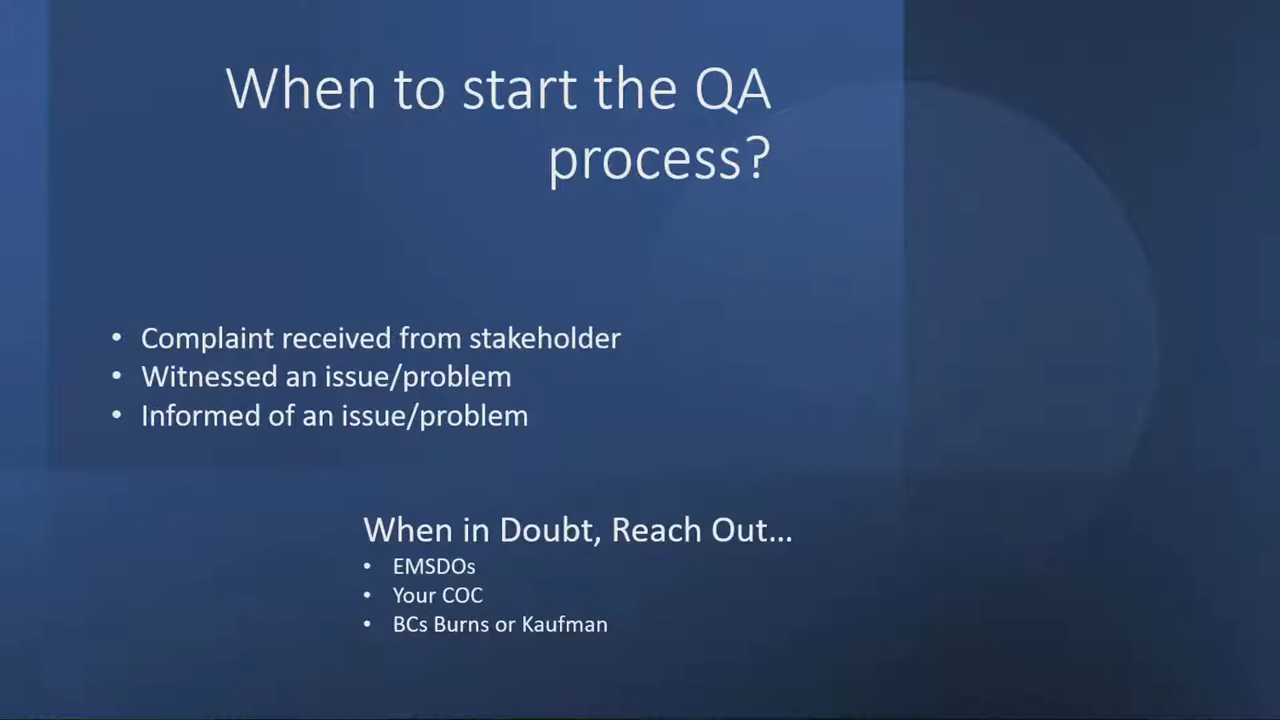 When to start the QA
process?
• Complaint received from stakeholder
• Witnessed an issue/problem
• Informed of an issue/problem
When in Doubt, Reach Out...
• EMSDOs
• Your COC
• BCs Burns or Kaufman